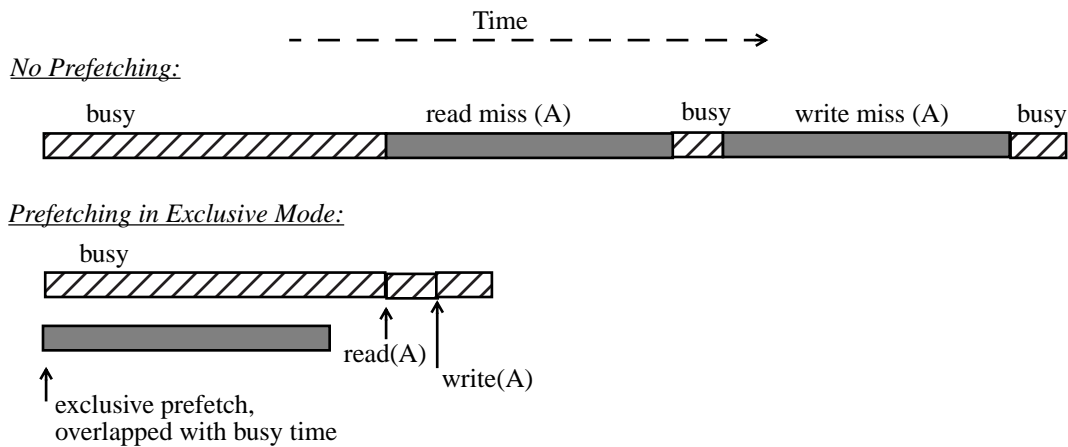 Time
No Prefetching:
busy read miss (A) busy write miss (A) busy
Prefetching in Exclusive Mode:
busy
read(A)
write(A)
exclusive prefetch,
overlapped with busy time